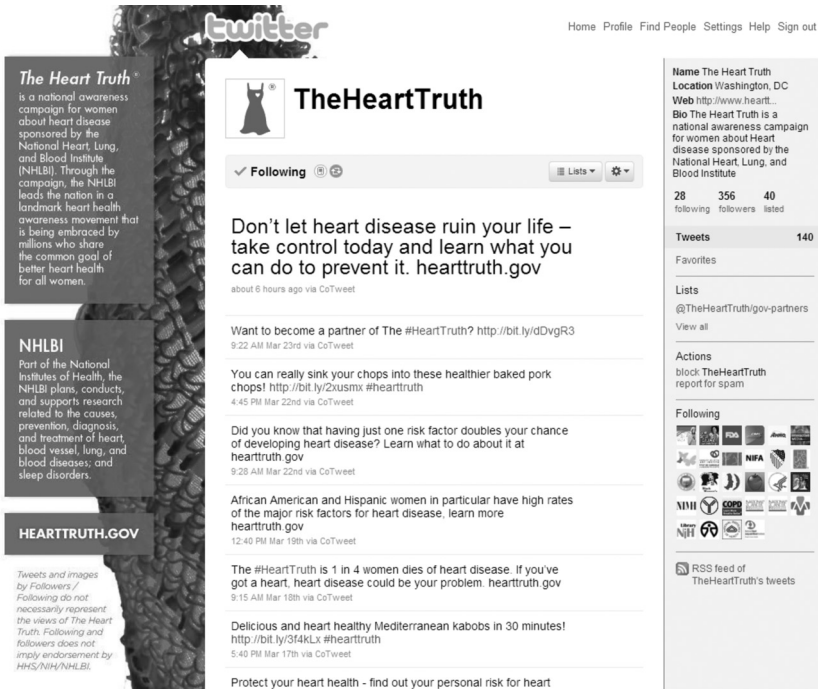 twitter
Home Profile Find People Settings Help Sign out
The Heart Truth®
is a national awareness
campaign for women
about heart disease
sponsored by the
National Heart, Lung,
and Blood Institute
(NHLBI). Through the
campaign, the NHLBI
leads the nation in a
landmark heart health
awareness movement that
is being embraced by
millions who share
the common goal of
better heart health
for all women.
NHLBI
Part of the National
Institutes of Health, the
NHLBI plans, conducts,
and supports research
related to the causes,
prevention, diagnosis,
and treatment of heart,
blood vessel, lung, and
blood diseases; and
sleep disorders.
HEARTTRUTH.GOV
Tweets and images
by Followers /
Following do not
necessarily represent
the views of The Heart
Truth. Following and
followers does not
imply endorsement by
HHS/NIH/NHLBI.
®
TheHeartTruth
Following
Lists
Don't let heart disease ruin your life –
take control today and learn what you
can do to prevent it. hearttruth.gov
about 6 hours ago via CoTweet
Want to become a partner of The #HeartTruth? http://bit.ly/dDvgR3
9:22 AM Mar 23rd via CoTweet
You can really sink your chops into these healthier baked pork
chops! http://bit.ly/2xusmx #hearttruth
4:45 PM Mar 22nd via CoTweet
Did you know that having just one risk factor doubles your chance
of developing heart disease? Learn what to do about it at
hearttruth.gov
9:28 AM Mar 22nd via CoTweet
African American and Hispanic women in particular have high rates
of the major risk factors for heart disease, learn more
hearttruth.gov
12:40 PM Mar 19th via CoTweet
The #HeartTruth is 1 in 4 women dies of heart disease. If you've
got a heart, heart disease could be your problem. hearttruth.gov
9:15 AM Mar 18th via CoTweet
Delicious and heart healthy Mediterranean kabobs in 30 minutes!
http://bit.ly/3f4kLx #hearttruth
5:40 PM Mar 17th via CoTweet
Protect your heart health - find out your personal risk for heart
Name The Heart Truth
Location Washington, DC
Web http://www.heartt...
Bio The Heart Truth is a
national awareness campaign
for women about Heart
disease sponsored by the
National Heart, Lung, and
Blood Institute
28 356 40
following followers listed
Tweets 140
Favorites
Lists
@TheHeartTruth/gov-partners
View all
Actions
block TheHeartTruth
report for spam
Following
FDA
NIFA
NIMH
COPD
Library
NIH
RSS feed of
TheHeartTruth's tweets